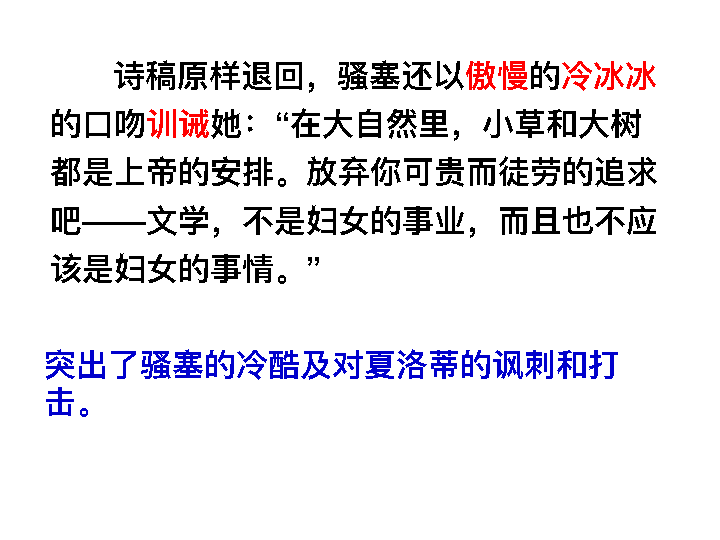 诗稿原样退回，骚塞还以傲慢的冷冰冰
的口吻训诫她：“在大自然里，小草和大树
都是上帝的安排。放弃你可贵而徒劳的追求
吧——文学，不是妇女的事业，而且也不应
该是妇女的事情。”
突出了骚塞的冷酷及对夏洛蒂的讽刺和打
击。